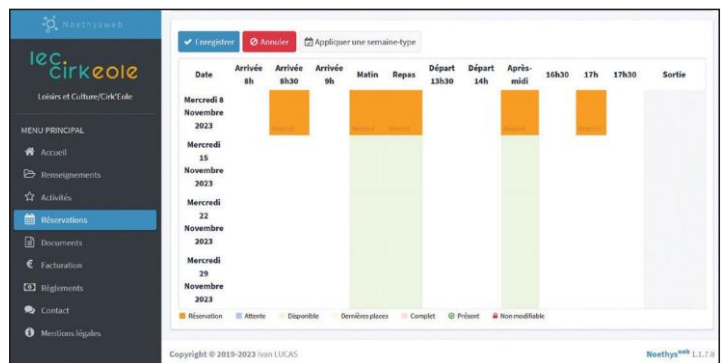 Noethysweb
lec
cirkeole
Loisirs et Culture/Cirk'Eole
MENU PRINCIPAL
Accueil
Renseignements
Activités
Réservations
Documents
Facturation
Règlements
Contact
Mentions légales
Enregistrer Annuler Appliquer une semaine-type
Date Arrivée 8h Arrivée 8h30 Arrivée 9h Matin Repas Départ 13h30 Départ 14h Après-midi 16h30 17h 17h30 Sortie
Mercredi 8
Novembre
2023
Mercredi
15
Novembre
2023
Mercredi
22
Novembre
2023
Mercredi
29
Novembre
2023
Réservation Attente Disponible Dernières places Complet Présent Non modifiable
Copyright © 2019-2023 Ivan LUCAS
Noethysweb 1.1.7.8